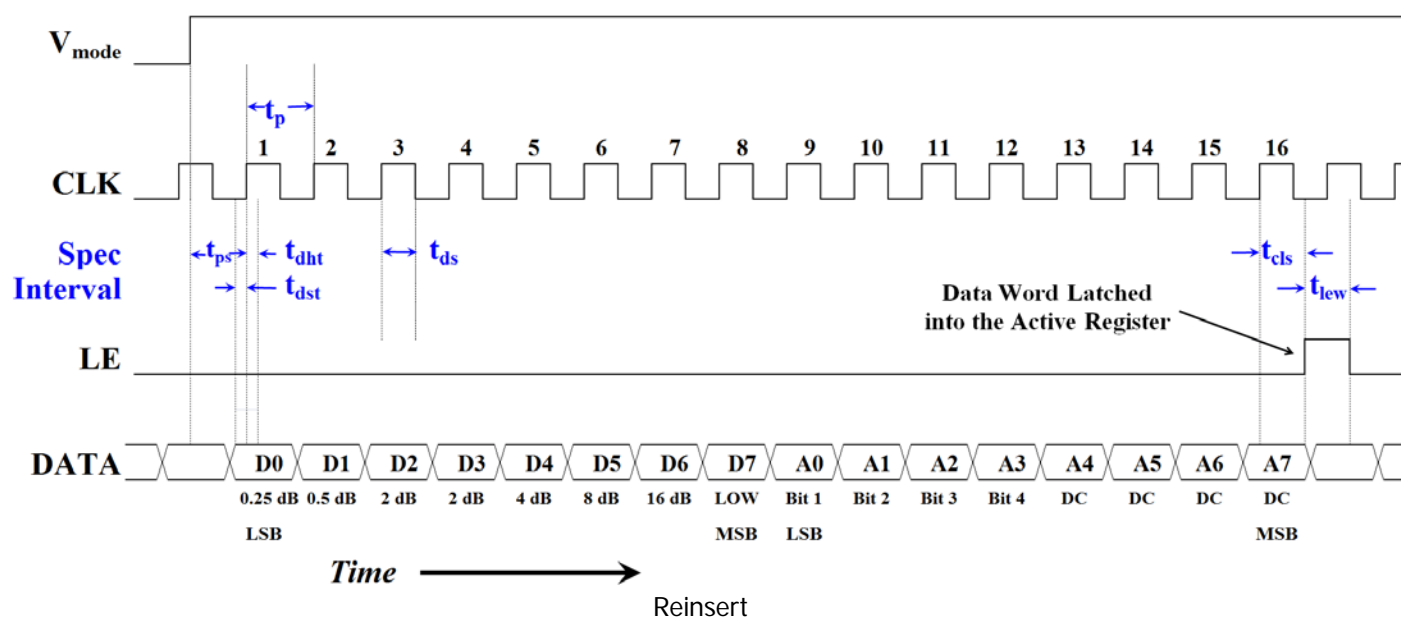 Vmode
tp
1 2 3 4 5 6 7 8 9 10 11 12 13 14 15 16
CLK
Spec
Interval
tps tdht
tdst
tds
tcls
tlew
Data Word Latched
into the Active Register
LE
DATA D0 D1 D2 D3 D4 D5 D6 D7 A0 A1 A2 A3 A4 A5 A6 A7
0.25 dB 0.5 dB 2 dB 2 dB 4 dB 8 dB 16 dB LOW Bit 1 Bit 2 Bit 3 Bit 4 DC DC DC DC
LSB MSB LSB MSB
Time
Reinsert